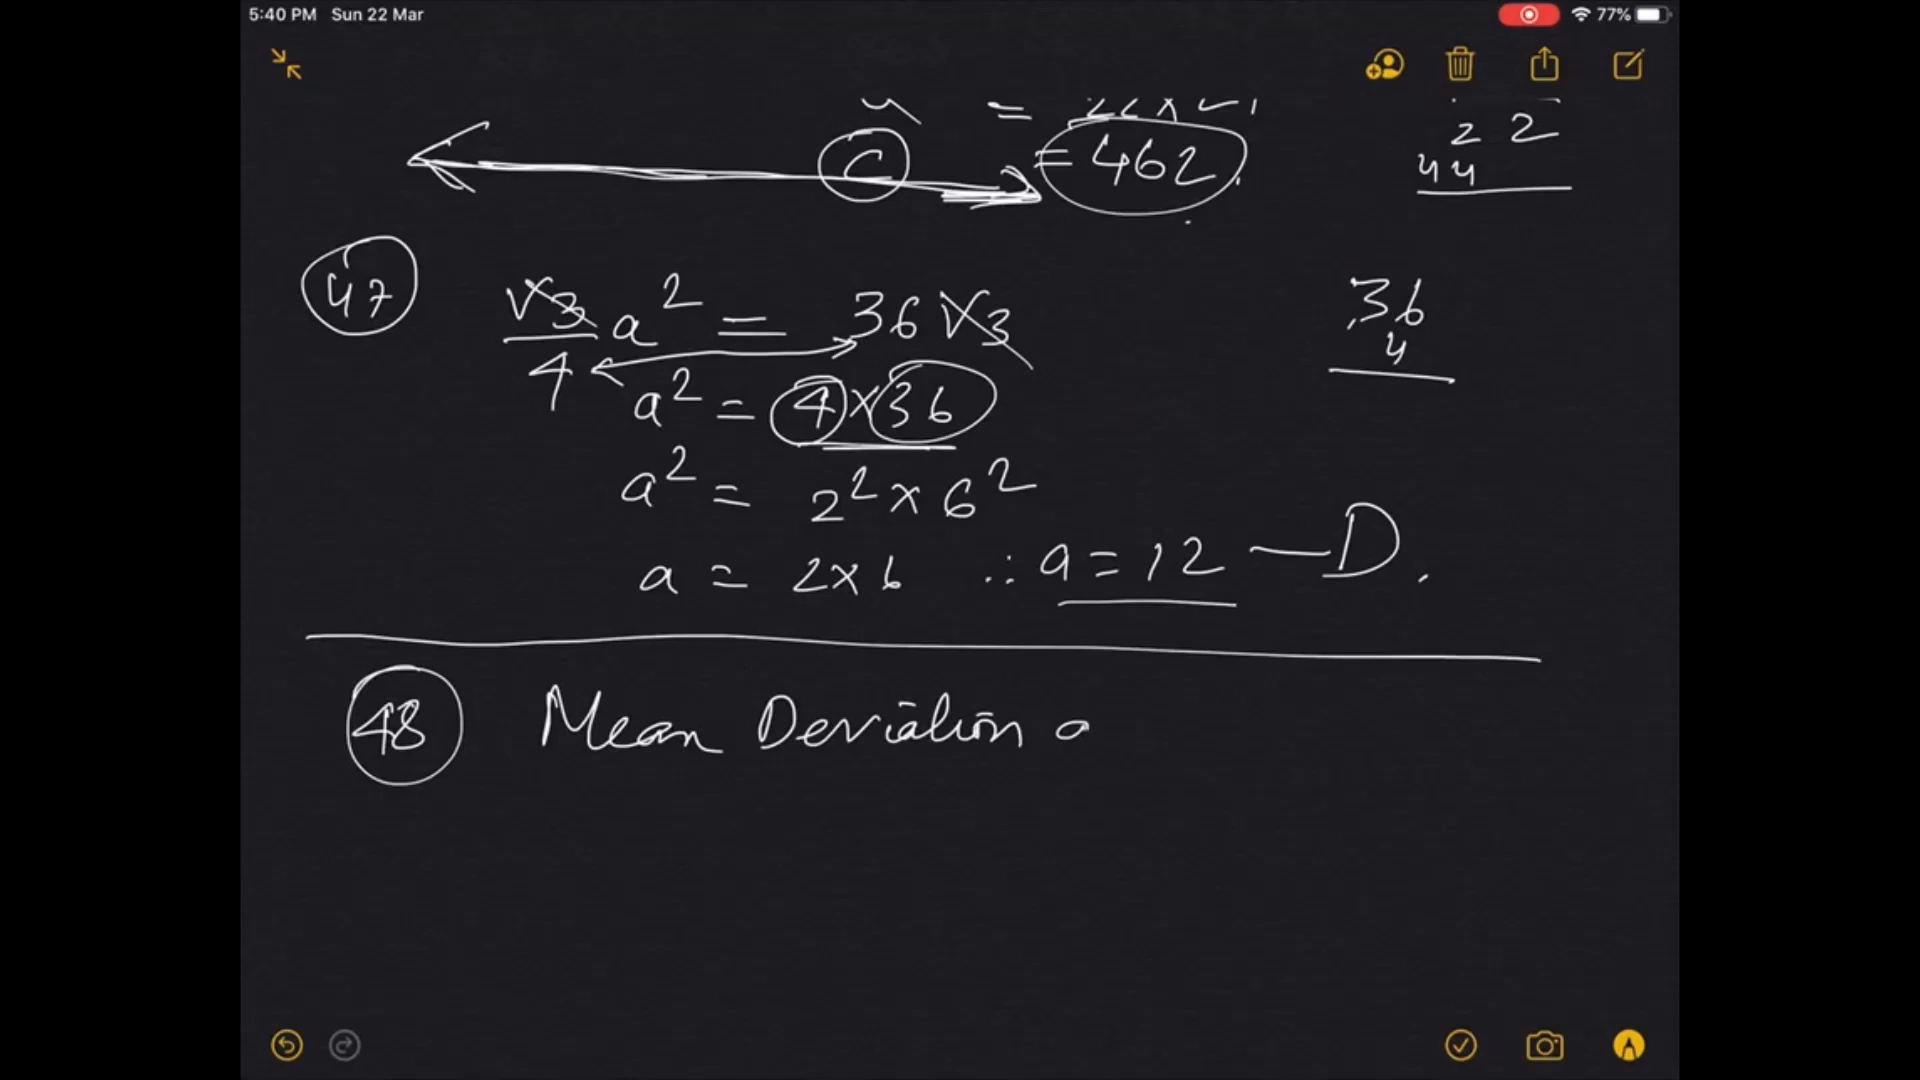 5:40 PM Sun 22 Mar 77%
C = 462.
2 2
44
47
√3/4 a² = 36√3
36
4
a² = 4×36
a² = 2² × 6²
a = 2×6 ∴ a = 12 — D.
48 Mean Deviation a